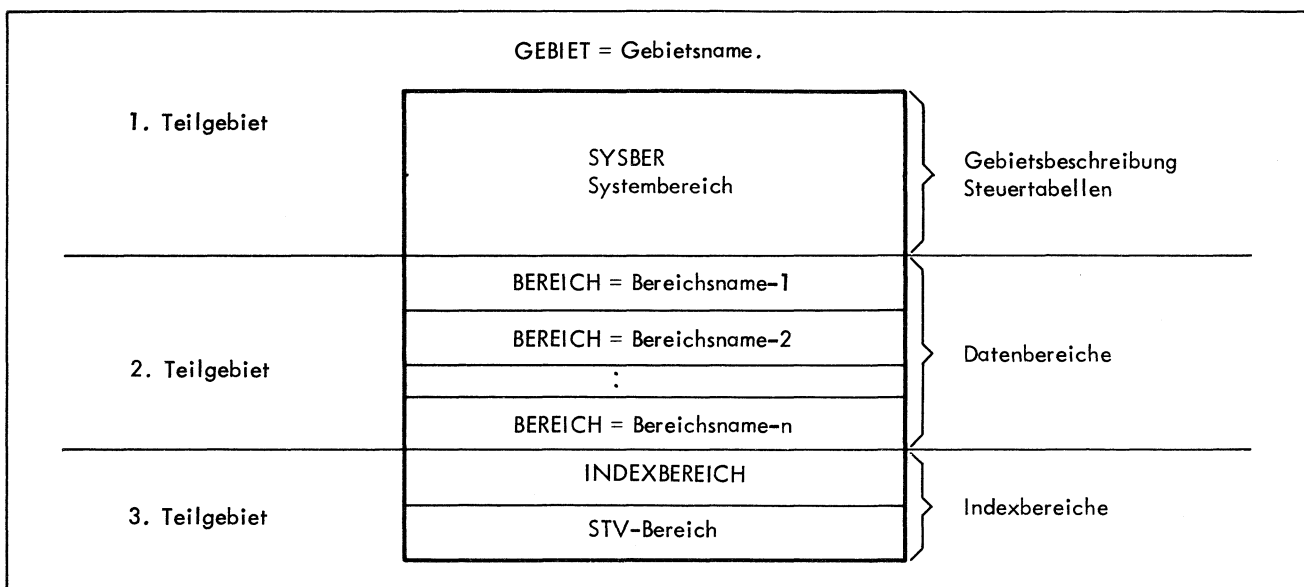 GEBIET = Gebietsname.
1. Teilgebiet
SYSBER
Systembereich
Gebietsbeschreibung
Steuertabellen
BEREICH = Bereichsname-1
BEREICH = Bereichsname-2
2. Teilgebiet
:
Datenbereiche
BEREICH = Bereichsname-n
INDEXBEREICH
3. Teilgebiet
STV-Bereich
Indexbereiche